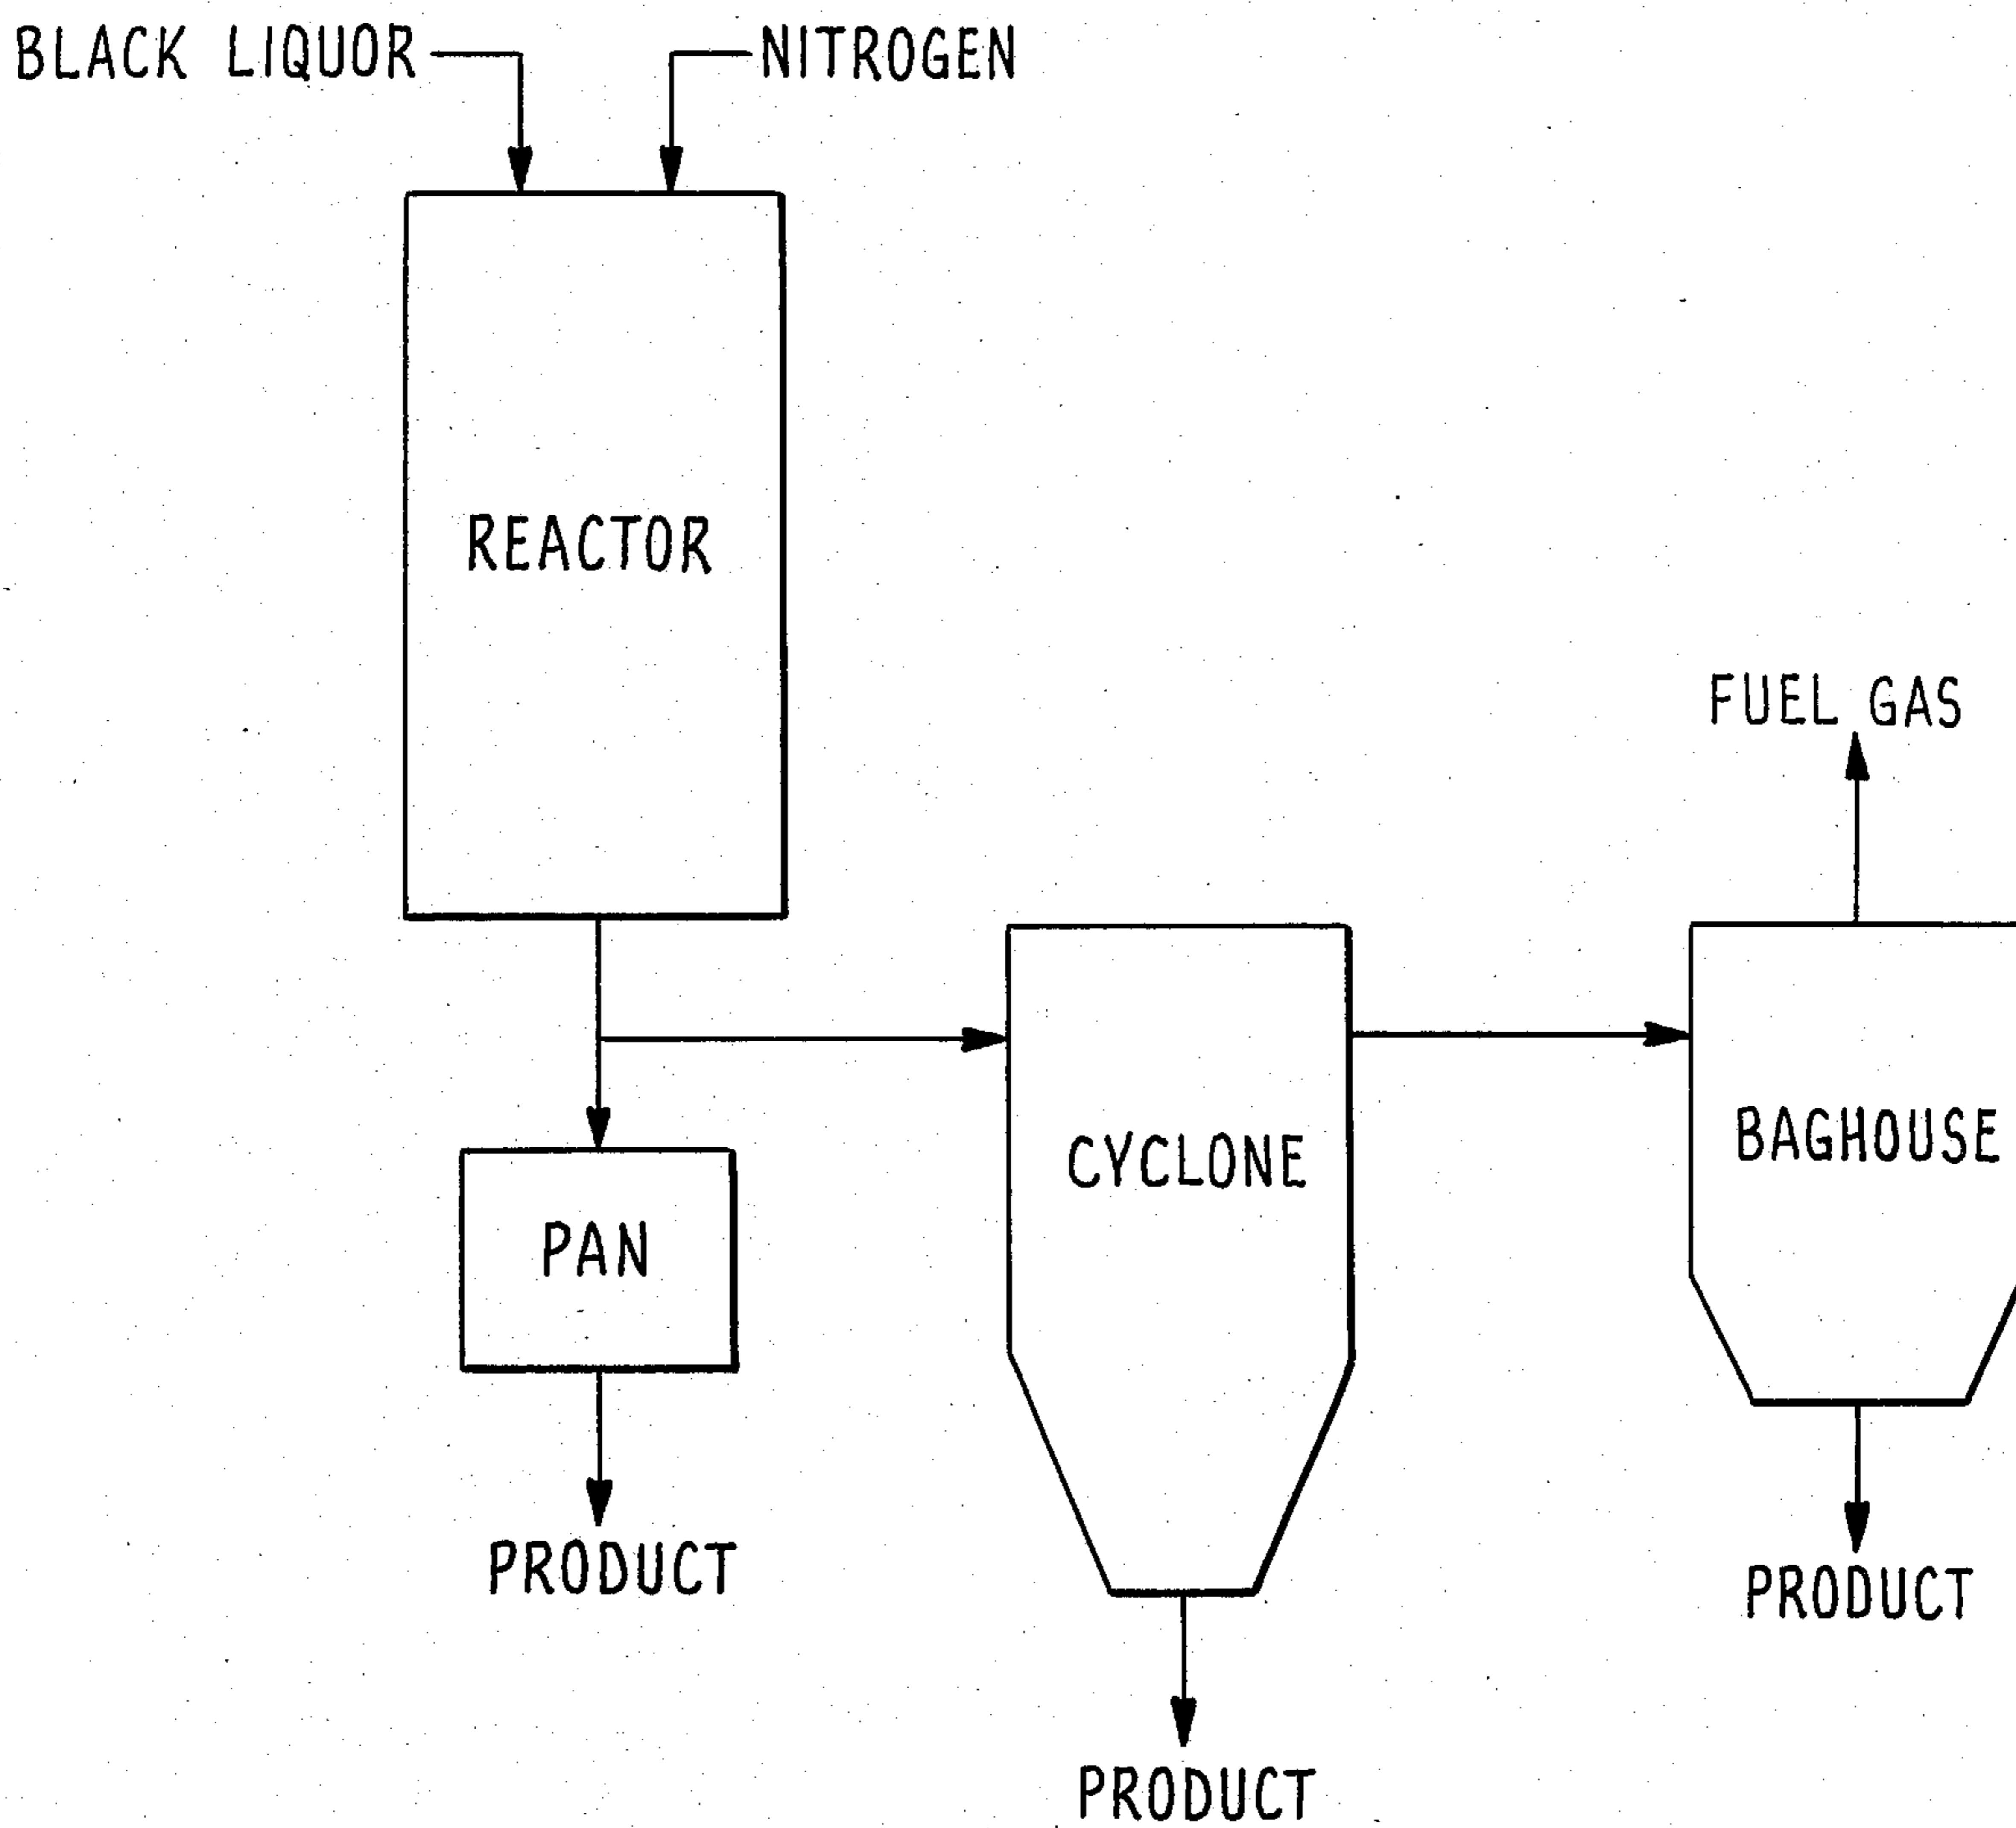 BLACK LIQUOR
NITROGEN
REACTOR
FUEL GAS
CYCLONE
BAGHOUSE
PAN
PRODUCT
PRODUCT
PRODUCT